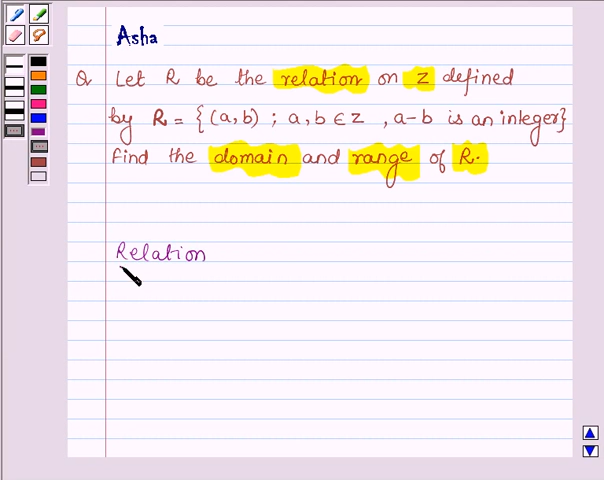 Asha
Q Let R be the relation on z defined
by R = { (a, b) ; a, b ∈ z , a - b is an integer}
Find the domain and range of R.
Relation